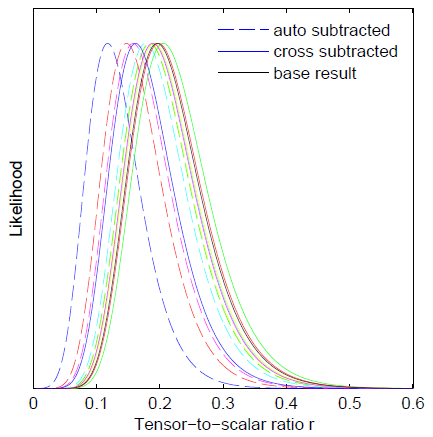 auto subtracted
cross subtracted
base result
Likelihood
0 0.1 0.2 0.3 0.4 0.5 0.6
Tensor-to-scalar ratio r